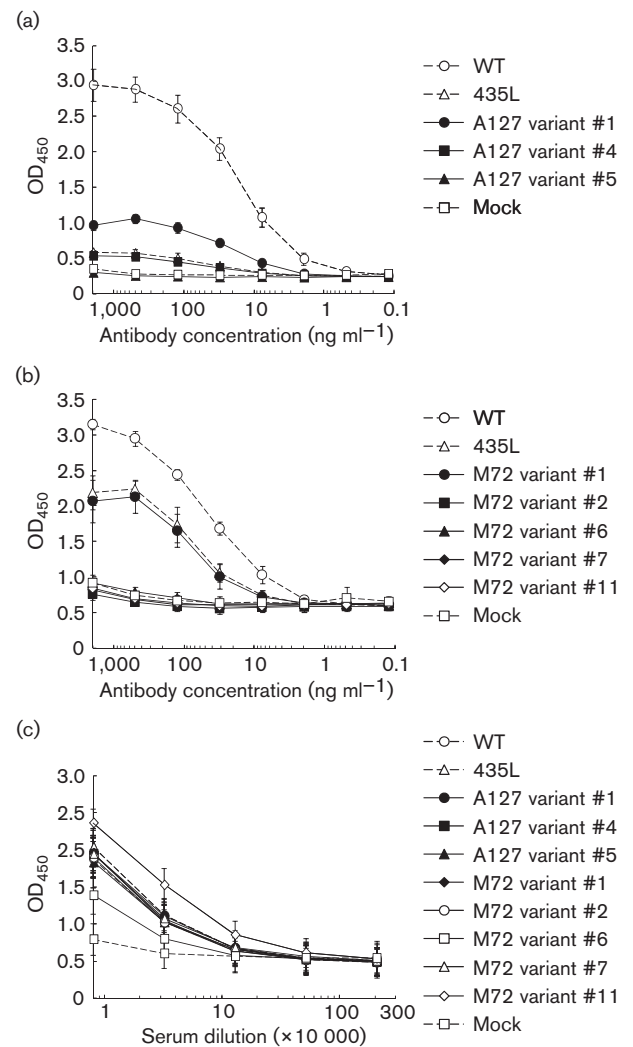 (a)
3.5
3.0
2.5
2.0
1.5
1.0
0.5
0
OD450
1,000 100 10 1 0.1
Antibody concentration (ng ml−1)
WT
435L
A127 variant #1
A127 variant #4
A127 variant #5
Mock
(b)
3.5
3.0
2.5
2.0
1.5
1.0
0.5
0
OD450
1,000 100 10 1 0.1
Antibody concentration (ng ml−1)
WT
435L
M72 variant #1
M72 variant #2
M72 variant #6
M72 variant #7
M72 variant #11
Mock
(c)
3.0
2.5
2.5
1.5
1.0
0.5
0
OD450
1 10 100 300
Serum dilution (×10 000)
WT
435L
A127 variant #1
A127 variant #4
A127 variant #5
M72 variant #1
M72 variant #2
M72 variant #6
M72 variant #7
M72 variant #11
Mock